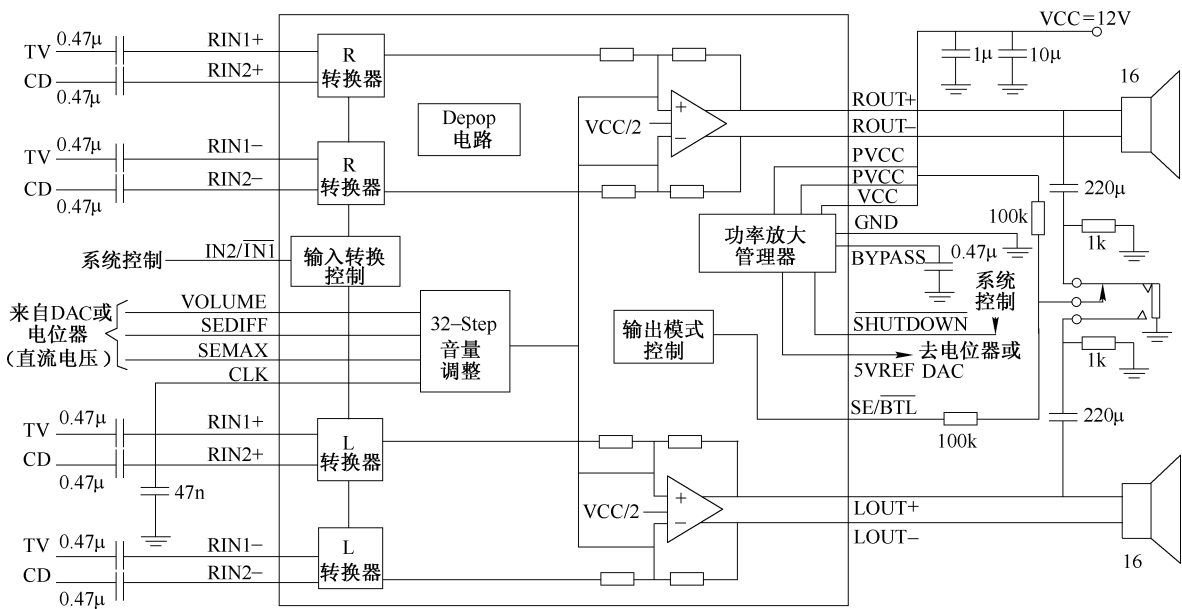 VCC=12V
TV 0.47μ RIN1+
CD 0.47μ RIN2+
R
转换器
Depop
电路
VCC/2
+
−
1μ
10μ
16
ROUT+
ROUT−
PVCC
PVCC
VCC
GND
BYPASS
0.47μ
220μ
100k
1k
TV 0.47μ RIN1−
CD 0.47μ RIN2−
R
转换器
系统控制 IN2/IN1
输入转换
控制
功率放大
管理器
来自DAC或
电位器
(直流电压)
VOLUME
SEDIFF
SEMAX
CLK
32−Step
音量
调整
输出模式
控制
系统
控制
SHUTDOWN
去电位器或
5VREF DAC
SE/BTL
100k
1k
220μ
TV 0.47μ RIN1+
CD 0.47μ RIN2+
L
转换器
47n
VCC/2
+
−
LOUT+
LOUT−
16
TV 0.47μ RIN1−
CD 0.47μ RIN2−
L
转换器